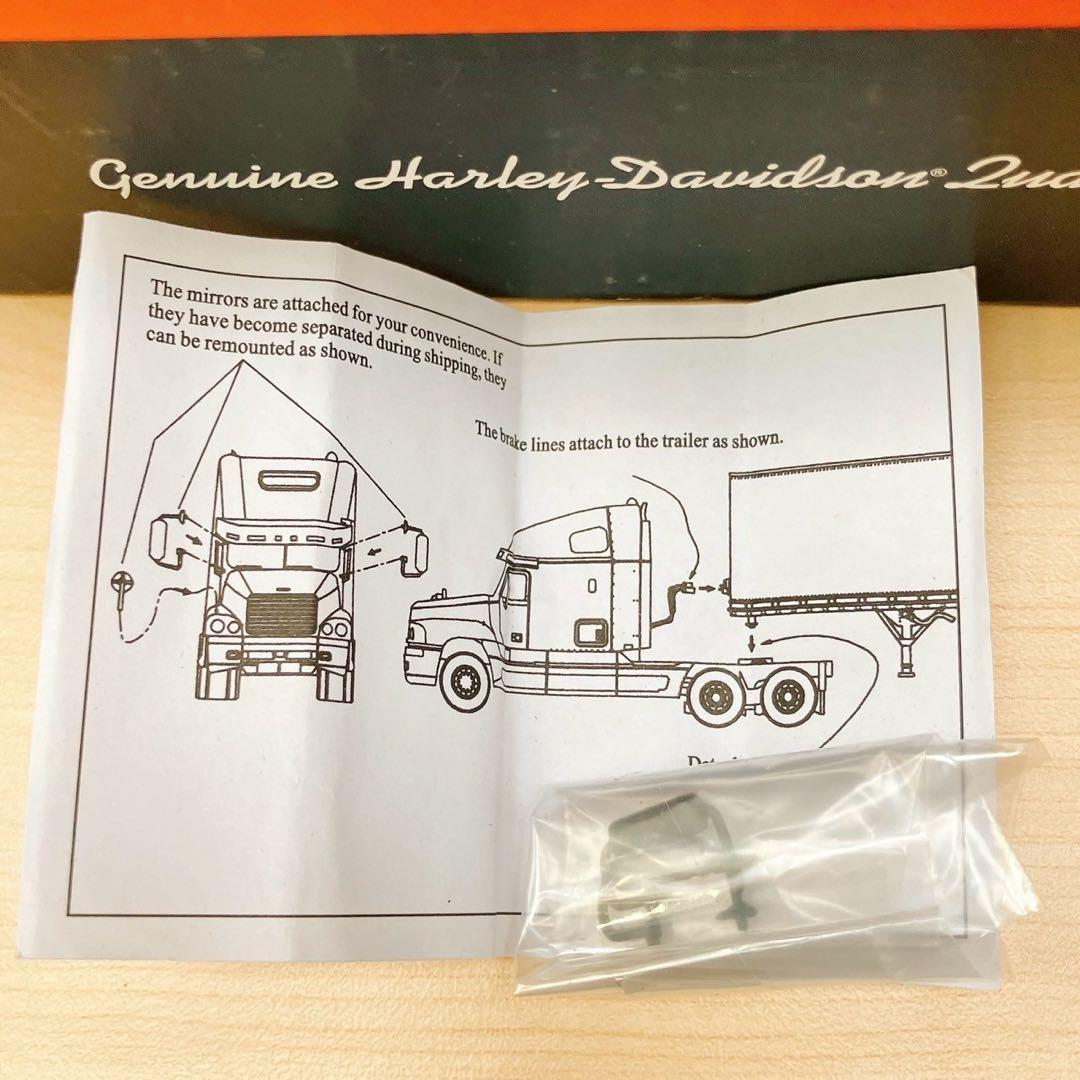 Genuine Harley-Davidson®
The mirrors are attached for your convenience. If
they have become separated during shipping, they
can be remounted as shown.
The brake lines attach to the trailer as shown.